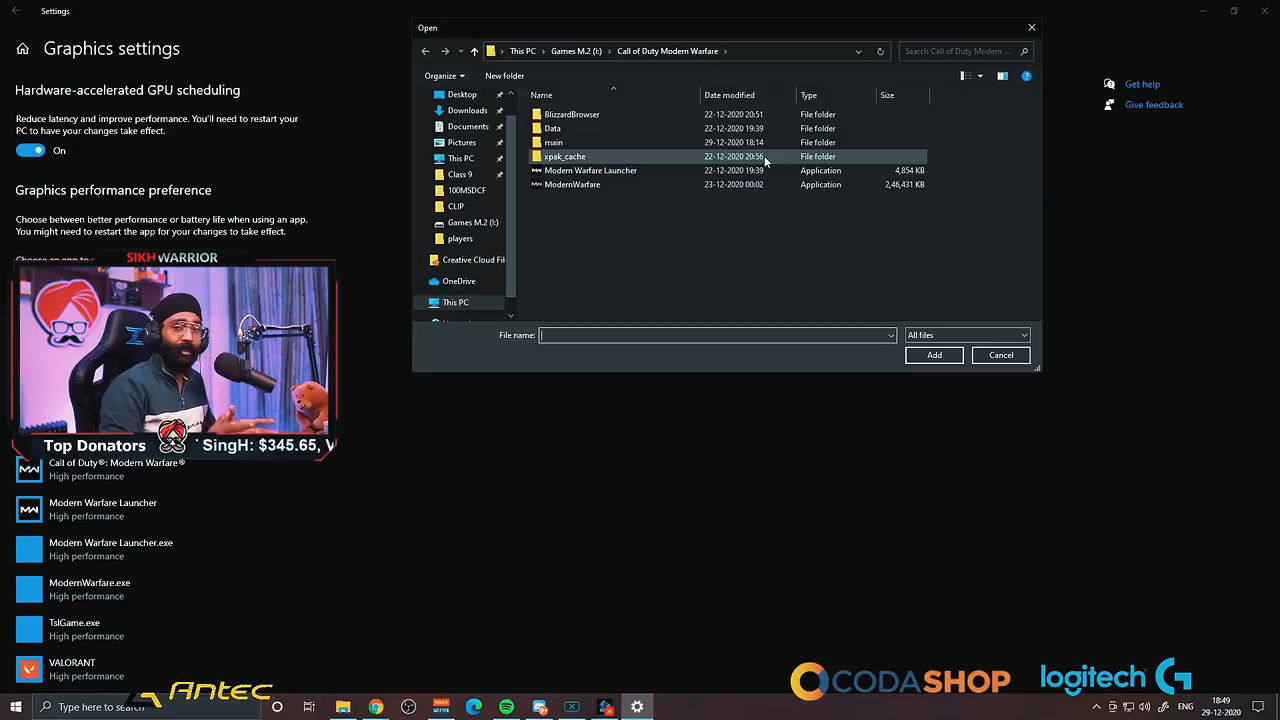 Settings
Graphics settings
Hardware-accelerated GPU scheduling
Reduce latency and improve performance. You'll need to restart your
PC to have your changes take effect.
On
Graphics performance preference
Choose between better performance or battery life when using an app.
You might need to restart the app for your changes to take effect.
SIKHWARRIOR
Top Donators
SingH: $345.65, V
Call of Duty®: Modern Warfare®
High performance
Modern Warfare Launcher
High performance
Modern Warfare Launcher.exe
High performance
ModernWarfare.exe
High performance
TslGame.exe
High performance
VALORANT
High performance
Open
This PC > Games M.2 (I:) > Call of Duty Modern Warfare >
Search Call of Duty Modern ...
Organize
New folder
Name Date modified Type Size
Desktop
Downloads
Documents
Pictures
This PC
Class 9
100MSDCF
CLIP
Games M.2 (I:)
players
Creative Cloud Fil
OneDrive
This PC
BlizzardBrowser 22-12-2020 20:51 File folder
Data 22-12-2020 19:39 File folder
main 29-12-2020 18:14 File folder
xpak_cache 22-12-2020 20:56 File folder
Modern Warfare Launcher 22-12-2020 19:39 Application 4,854 KB
ModernWarfare 23-12-2020 00:02 Application 2,46,431 KB
File name:
All files
Add
Cancel
Get help
Give feedback
Antec
CODASHOP
logitech G
Type here to search
ENG
18:49
29-12-2020